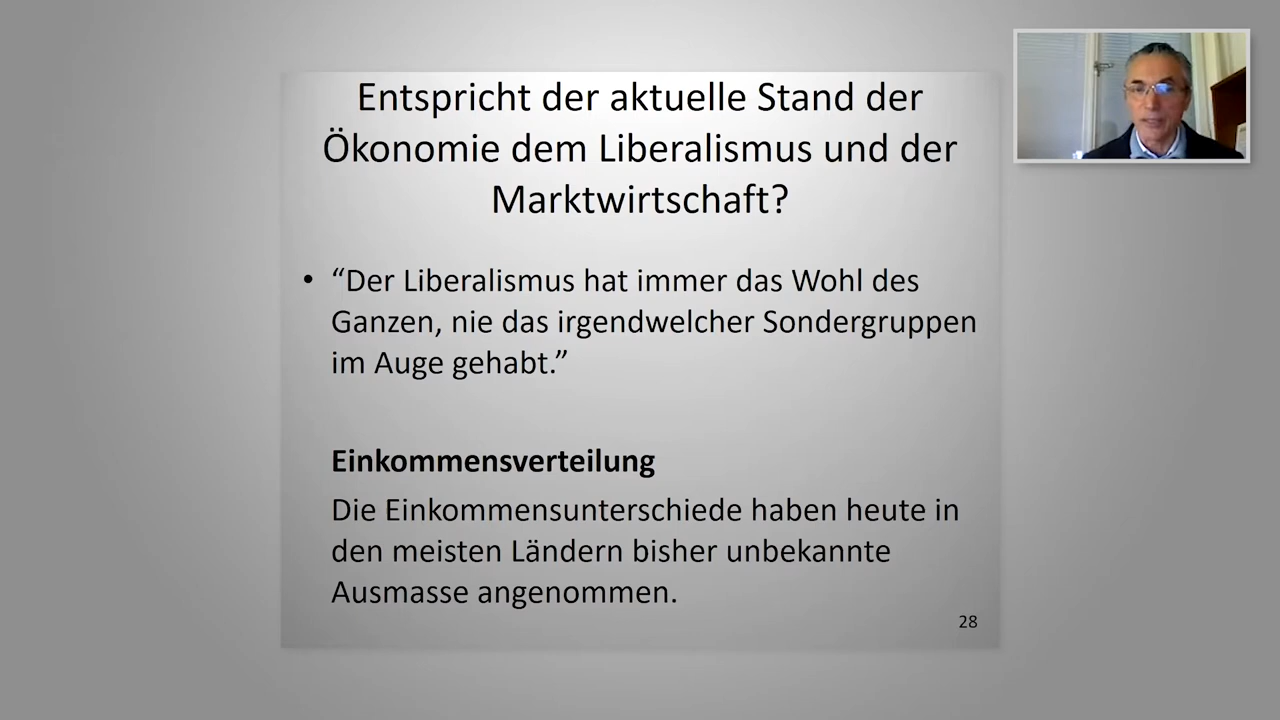 Entspricht der aktuelle Stand der
Ökonomie dem Liberalismus und der
Marktwirtschaft?
• “Der Liberalismus hat immer das Wohl des
Ganzen, nie das irgendwelcher Sondergruppen
im Auge gehabt.”
Einkommensverteilung
Die Einkommensunterschiede haben heute in
den meisten Ländern bisher unbekannte
Ausmasse angenommen.
28